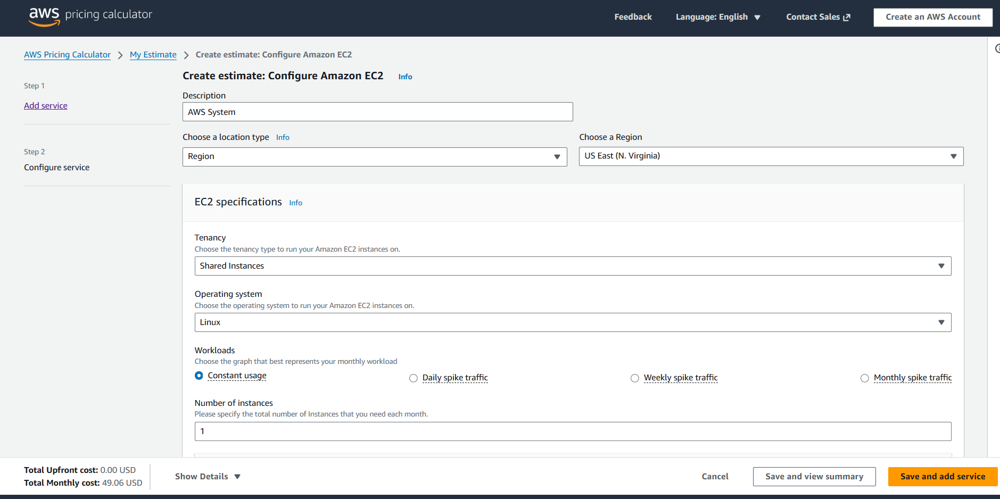 aws pricing calculator
Feedback
Language: English
Contact Sales
Create an AWS Account
AWS Pricing Calculator
My Estimate
Create estimate: Configure Amazon EC2
Step 1
Add service
Step 2
Configure service
Create estimate: Configure Amazon EC2 Info
Description
AWS System
Choose a location type Info
Region
Choose a Region
US East (N. Virginia)
EC2 specifications Info
Tenancy
Choose the tenancy type to run your Amazon EC2 instances on.
Shared Instances
Operating system
Choose the operating system to run your Amazon EC2 instances on.
Linux
Workloads
Choose the graph that best represents your monthly workload
Constant usage
Daily spike traffic
Weekly spike traffic
Monthly spike traffic
Number of instances
Please specify the total number of Instances that you need each month.
1
Total Upfront cost: 0.00 USD
Total Monthly cost: 49.06 USD
Show Details
Cancel
Save and view summary
Save and add service